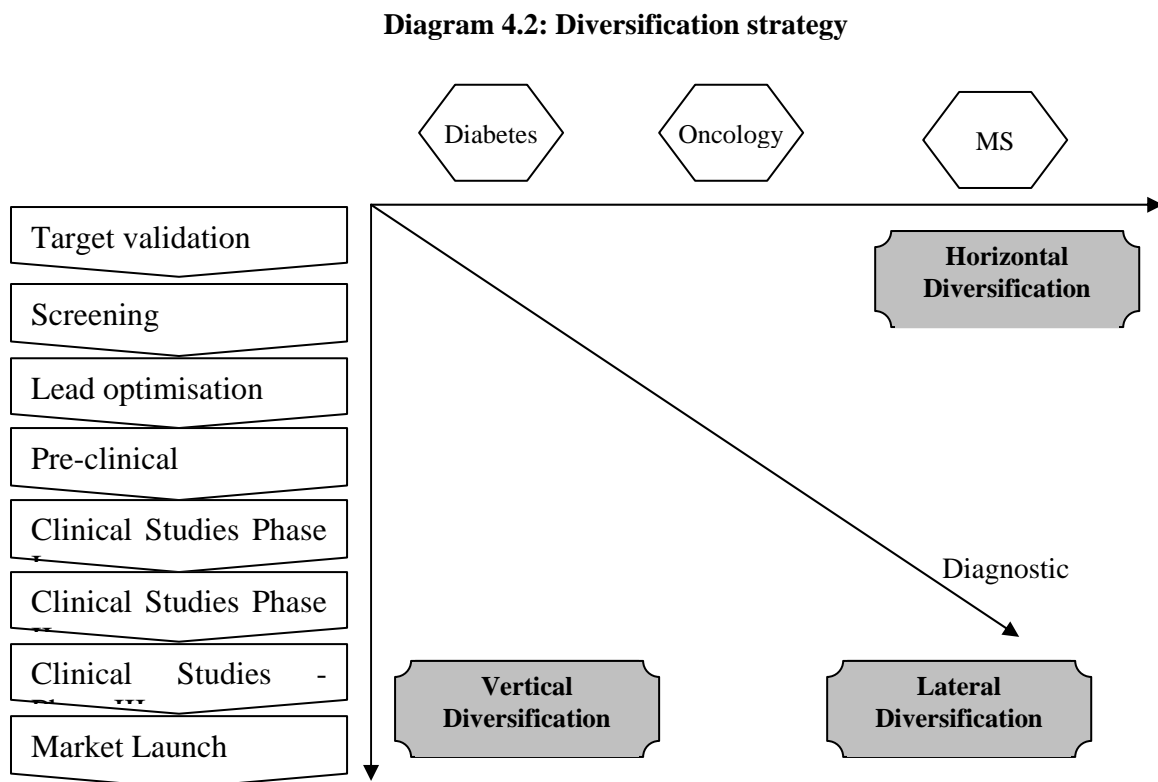 Diagram 4.2: Diversification strategy
Diabetes
Oncology
MS
Target validation
Horizontal
Diversification
Screening
Lead optimisation
Pre-clinical
Clinical Studies Phase
Clinical Studies Phase
Diagnostic
Clinical Studies -
Vertical
Diversification
Lateral
Diversification
Market Launch